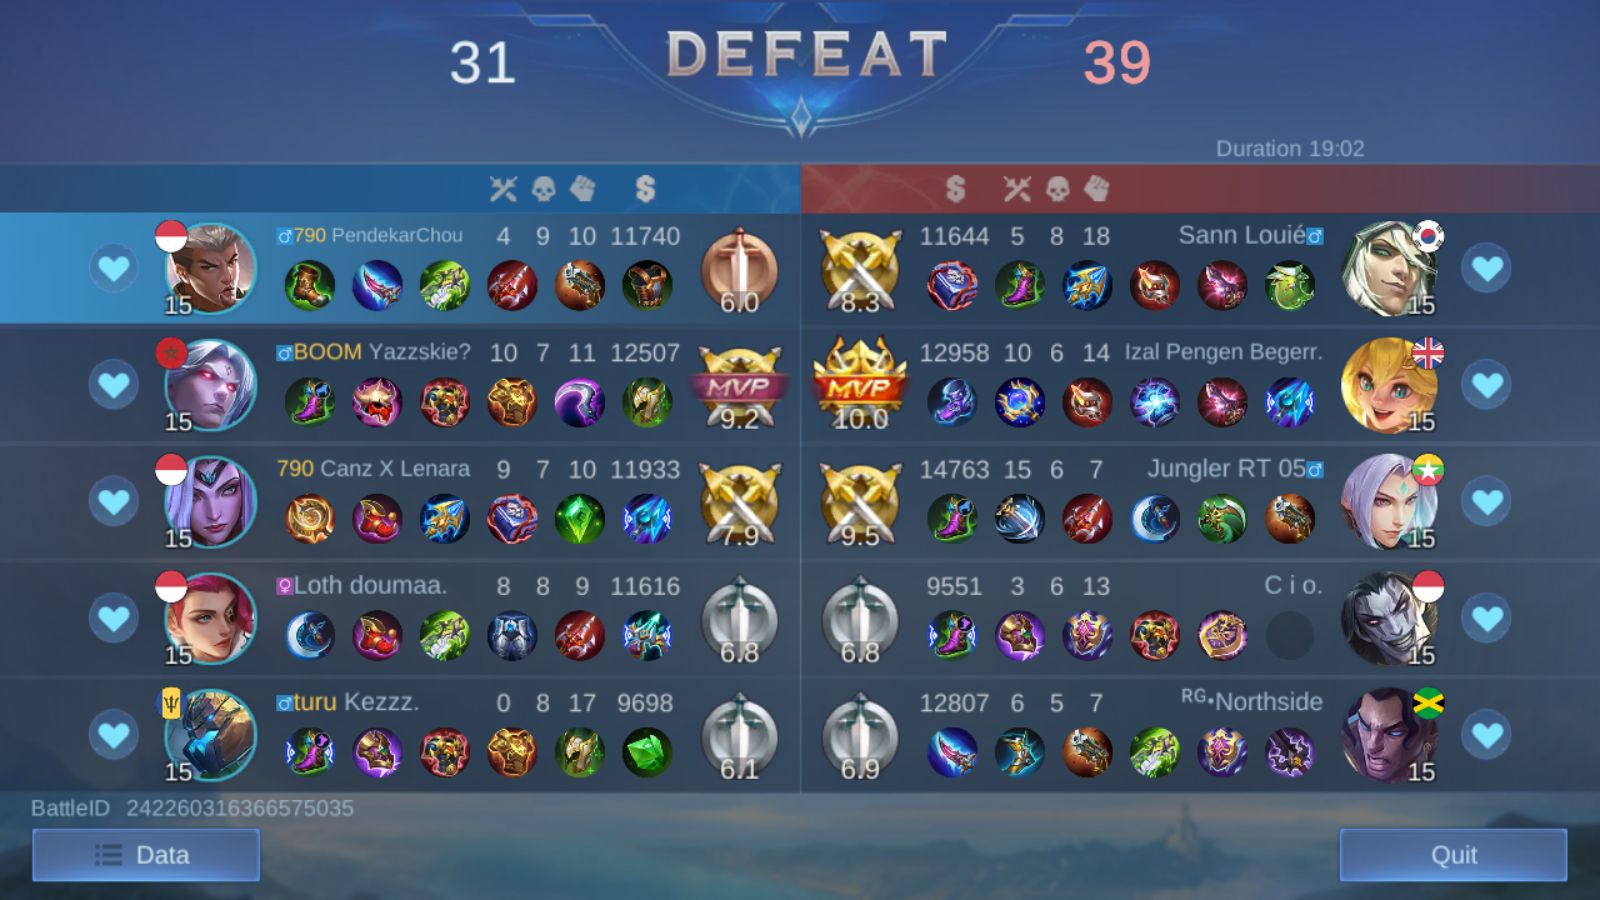 31 DEFEAT 39
Duration 19:02
790 PendekarChou 4 9 10 11740
15 6.0
11644 5 8 18 Sann Louié
8.3 15
BOOM Yazzskie? 10 7 11 12507
15 MVP 9.2
12958 10 6 14 Izal Pengen Begerr.
MVP 10.0 15
790 Canz X Lenara 9 7 10 11933
15 7.9
14763 15 6 7 Jungler RT 05
9.5 15
Loth doumaa. 8 8 9 11616
15 6.8
9551 3 6 13 C i o.
6.8 15
turu Kezzz. 0 8 17 9698
15 6.1
12807 6 5 7 RG•Northside
6.9 15
BattleID 242260316366575035
Data
Quit